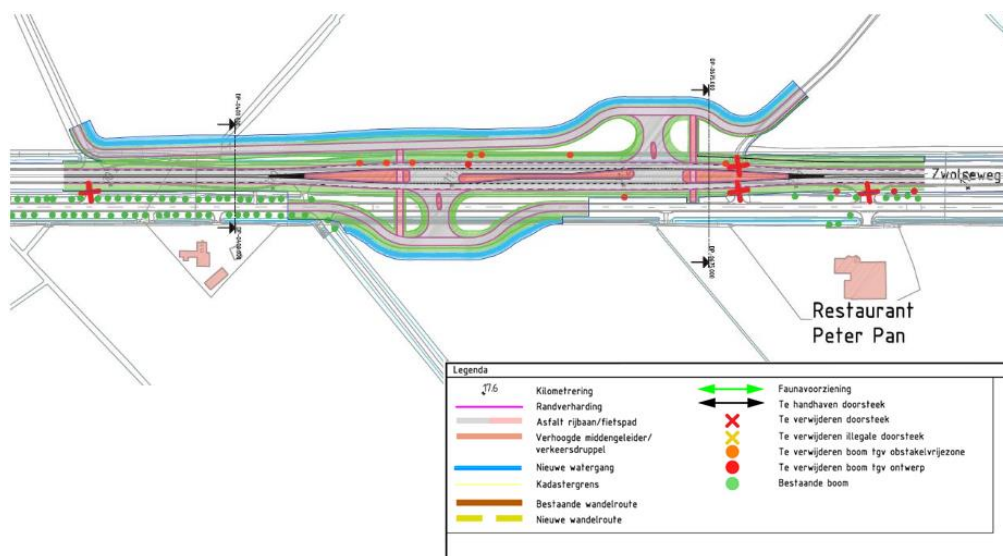 Zwolseweg
Restaurant
Peter Pan
Legenda
17.6 Kilometrering
Randverharding
Asfalt rijbaan/fietspad
Verhoogde middengeleider/
verkeersdruppel
Nieuwe watergang
Kadastergrens
Bestaande wandelroute
Nieuwe wandelroute
Faunavoorziening
Te handhaven doorsteek
Te verwijderen doorsteek
Te verwijderen illegale doorsteek
Te verwijderen boom tgv obstakelvrijezone
Te verwijderen boom tgv ontwerp
Bestaande boom